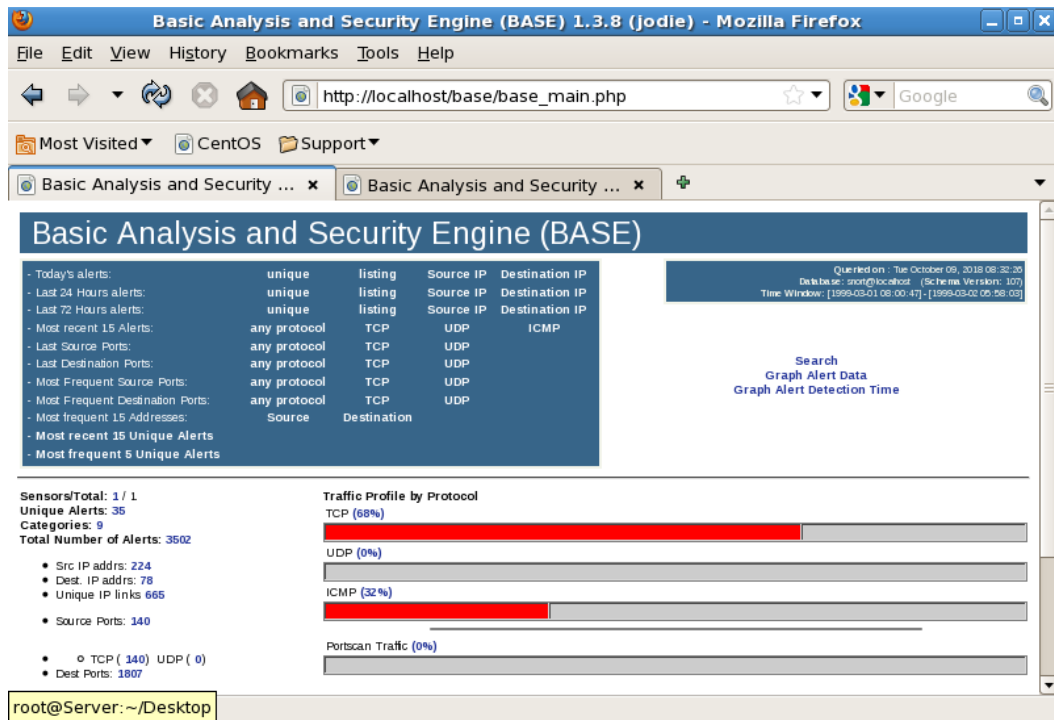 Basic Analysis and Security Engine (BASE) 1.3.8 (jodie) - Mozilla Firefox
File Edit View History Bookmarks Tools Help
http://localhost/base/base_main.php Google
Most Visited CentOS Support
Basic Analysis and Security ... Basic Analysis and Security ...
Basic Analysis and Security Engine (BASE)
- Today's alerts: unique listing Source IP Destination IP
- Last 24 Hours alerts: unique listing Source IP Destination IP
- Last 72 Hours alerts: unique listing Source IP Destination IP
- Most recent 15 Alerts: any protocol TCP UDP ICMP
- Last Source Ports: any protocol TCP UDP
- Last Destination Ports: any protocol TCP UDP
- Most Frequent Source Ports: any protocol TCP UDP
- Most Frequent Destination Ports: any protocol TCP UDP
- Most frequent 15 Addresses: Source Destination
- Most recent 15 Unique Alerts
- Most frequent 5 Unique Alerts
Queried on : Tue October 09, 2018 08:32:26
Database: snort@localhost (Schema Version: 107)
Time Window: [1999-03-01 08:00:47] - [1999-03-02 05:58:03]
Search
Graph Alert Data
Graph Alert Detection Time
Sensors/Total: 1 / 1
Unique Alerts: 35
Categories: 9
Total Number of Alerts: 3502
Src IP addrs: 224
Dest. IP addrs: 78
Unique IP links 665
Source Ports: 140
TCP ( 140) UDP ( 0)
Dest Ports: 1807
Traffic Profile by Protocol
TCP (68%)
UDP (0%)
ICMP (32%)
Portscan Traffic (0%)
root@Server:~/Desktop